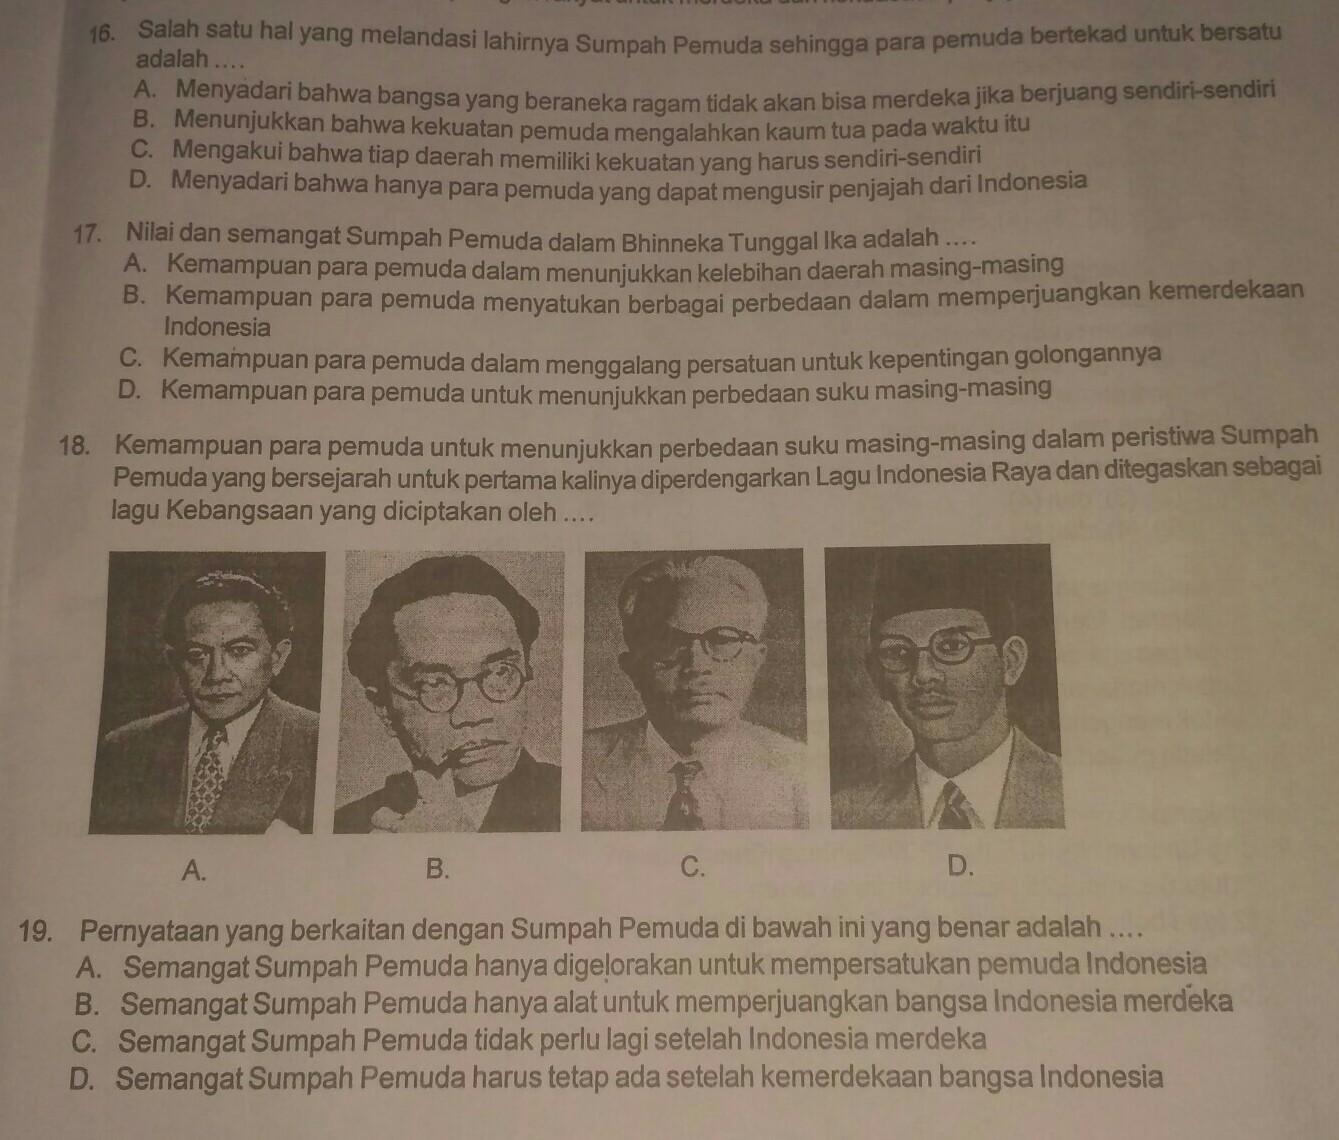 16. Salah satu hal yang melandasi lahirnya Sumpah Pemuda sehingga para pemuda bertekad untuk bersatu
adalah ....
A. Menyadari bahwa bangsa yang beraneka ragam tidak akan bisa merdeka jika berjuang sendiri-sendiri
B. Menunjukkan bahwa kekuatan pemuda mengalahkan kaum tua pada waktu itu
C. Mengakui bahwa tiap daerah memiliki kekuatan yang harus sendiri-sendiri
D. Menyadari bahwa hanya para pemuda yang dapat mengusir penjajah dari Indonesia
17. Nilai dan semangat Sumpah Pemuda dalam Bhinneka Tunggal Ika adalah ....
A. Kemampuan para pemuda dalam menunjukkan kelebihan daerah masing-masing
B. Kemampuan para pemuda menyatukan berbagai perbedaan dalam memperjuangkan kemerdekaan
Indonesia
C. Kemampuan para pemuda dalam menggalang persatuan untuk kepentingan golongannya
D. Kemampuan para pemuda untuk menunjukkan perbedaan suku masing-masing
18. Kemampuan para pemuda untuk menunjukkan perbedaan suku masing-masing dalam peristiwa Sumpah
Pemuda yang bersejarah untuk pertama kalinya diperdengarkan Lagu Indonesia Raya dan ditegaskan sebagai
lagu Kebangsaan yang diciptakan oleh ....
A. B. C. D.
19. Pernyataan yang berkaitan dengan Sumpah Pemuda di bawah ini yang benar adalah ....
A. Semangat Sumpah Pemuda hanya digelorakan untuk mempersatukan pemuda Indonesia
B. Semangat Sumpah Pemuda hanya alat untuk memperjuangkan bangsa Indonesia merdeka
C. Semangat Sumpah Pemuda tidak perlu lagi setelah Indonesia merdeka
D. Semangat Sumpah Pemuda harus tetap ada setelah kemerdekaan bangsa Indonesia